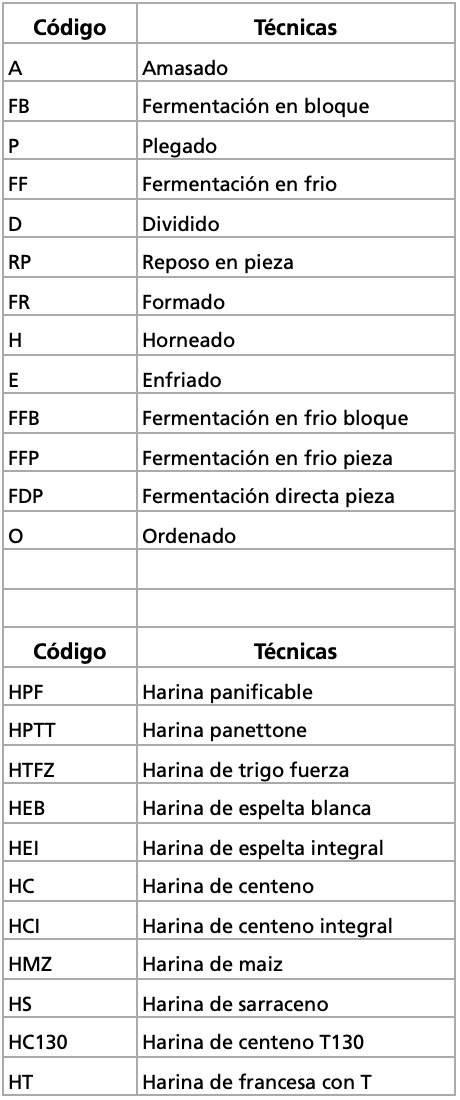 Código Técnicas
A Amasado
FB Fermentación en bloque
P Plegado
FF Fermentación en frio
D Dividido
RP Reposo en pieza
FR Formado
H Horneado
E Enfriado
FFB Fermentación en frio bloque
FFP Fermentación en frio pieza
FDP Fermentación directa pieza
O Ordenado
Código Técnicas
HPF Harina panificable
HPTT Harina panettone
HTFZ Harina de trigo fuerza
HEB Harina de espelta blanca
HEI Harina de espelta integral
HC Harina de centeno
HCI Harina de centeno integral
HMZ Harina de maiz
HS Harina de sarraceno
HC130 Harina de centeno T130
HT Harina de francesa con T